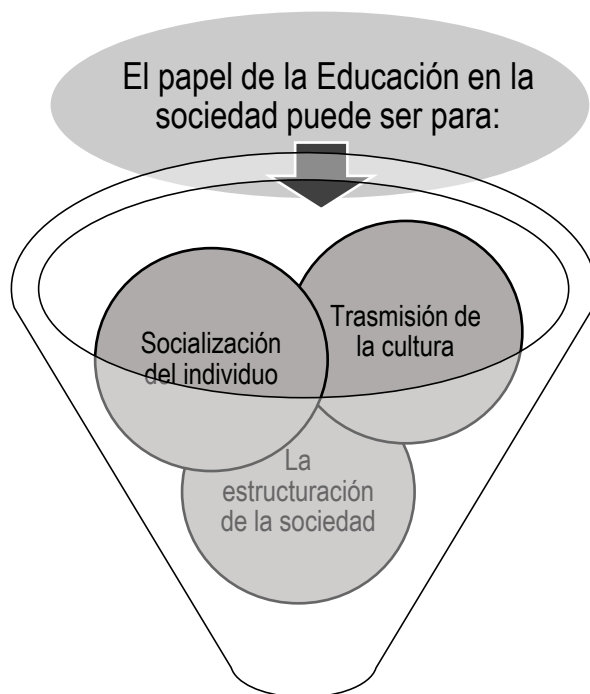 El papel de la Educación en la
sociedad puede ser para:
Socialización
del individuo
Trasmisión de
la cultura
La
estructuración
de la sociedad